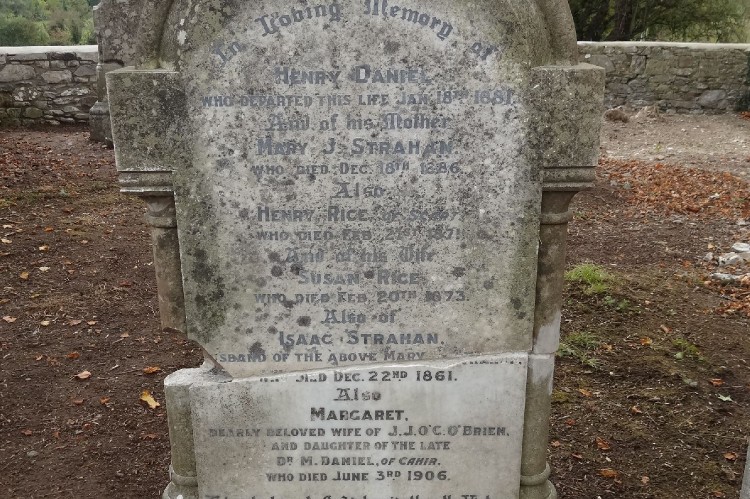 In Loving Memory of
HENRY DANIEL
WHO DEPARTED THIS LIFE JAN. 18TH 1881.
And of his Mother
MARY J. STRAHAN
WHO DIED DEC. 18TH 1886.
Also
HENRY RICE
WHO DIED FEB.
And of his Wife
SUSAN RICE
WHO DIED FEB. 20TH 1873.
Also of
ISAAC STRAHAN,
SBAND OF THE ABOVE MARY
DIED DEC. 22ND 1861.
Also
MARGARET,
DEARLY BELOVED WIFE OF J.J.O'C. O'BRIEN,
AND DAUGHTER OF THE LATE
DR M. DANIEL, OF CAHIR.
WHO DIED JUNE 3RD 1906.